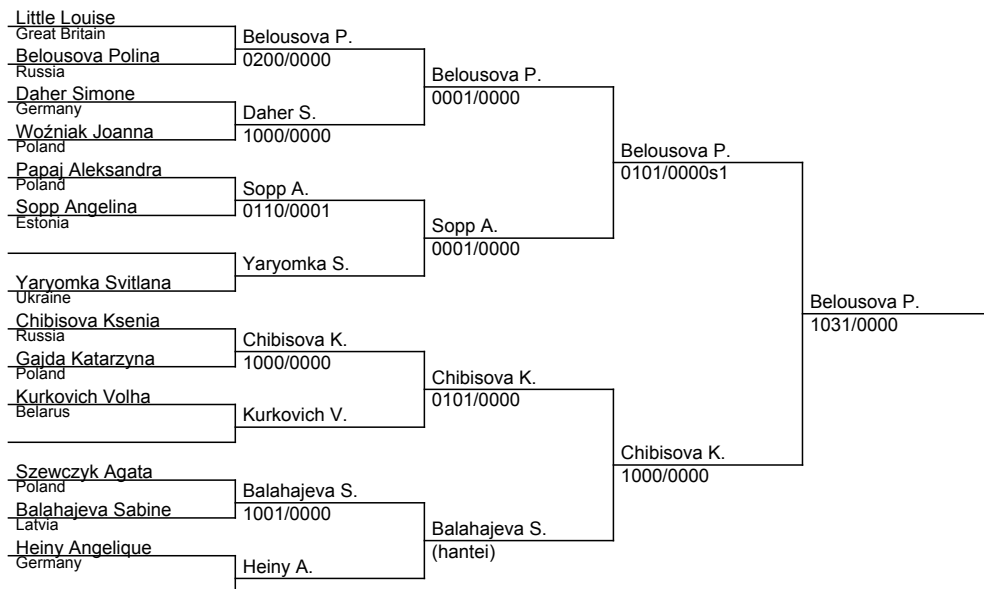 Little Louise
Great Britain
Belousova Polina
Russia
Daher Simone
Germany
Woźniak Joanna
Poland
Papaj Aleksandra
Poland
Sopp Angelina
Estonia
Yaryomka Svitlana
Ukraine
Chibisova Ksenia
Russia
Gajda Katarzyna
Poland
Kurkovich Volha
Belarus
Szewczyk Agata
Poland
Balahajeva Sabine
Latvia
Heiny Angelique
Germany
Belousova P.
0200/0000
Daher S.
1000/0000
Sopp A.
0110/0001
Yaryomka S.
Chibisova K.
1000/0000
Kurkovich V.
Balahajeva S.
1001/0000
Heiny A.
Belousova P.
0001/0000
Sopp A.
0001/0000
Chibisova K.
0101/0000
Balahajeva S.
(hantei)
Belousova P.
0101/0000s1
Chibisova K.
1000/0000
Belousova P.
1031/0000